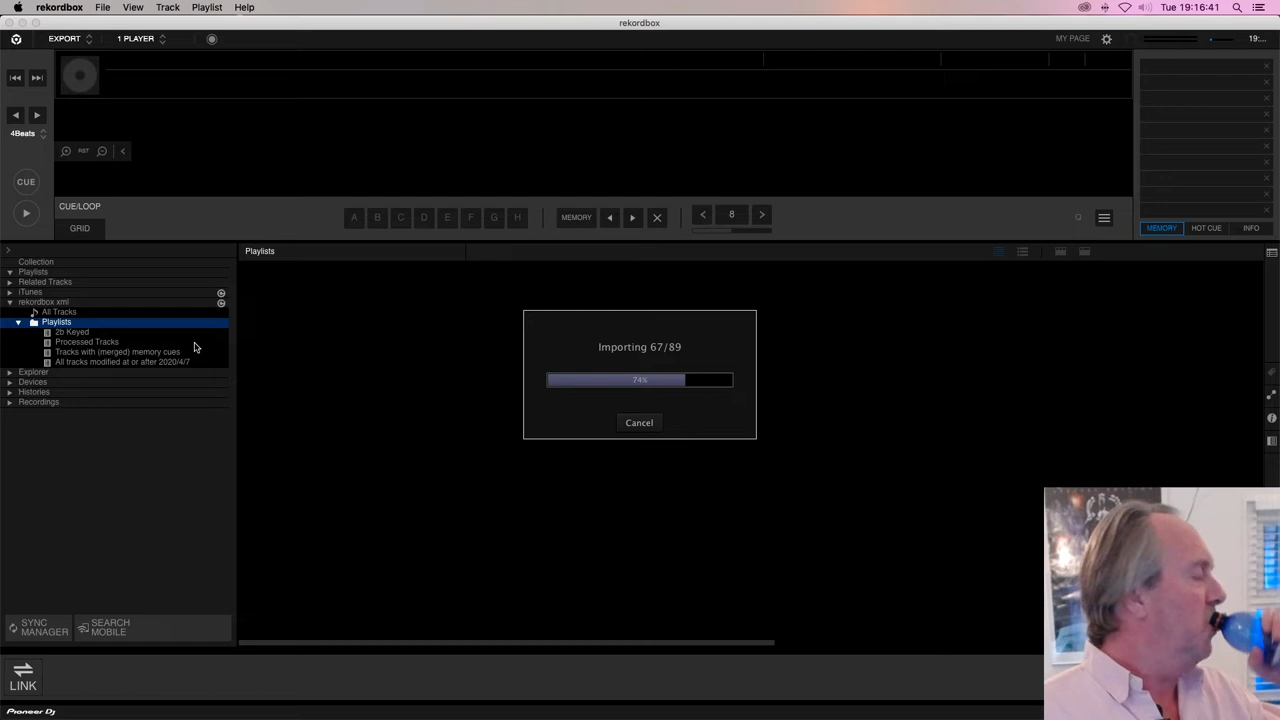 rekordbox File View Track Playlist Help
Tue 19:16:41
rekordbox
EXPORT
1 PLAYER
MY PAGE
19:...
4Beats
RST
CUE
CUE/LOOP
GRID
A B C D E F G H
MEMORY
8
MEMORY
HOT CUE
INFO
Collection
Playlists
Related Tracks
iTunes
rekordbox xml
All Tracks
Playlists
2b Keyed
Processed Tracks
Tracks with (merged) memory cues
All tracks modified at or after 2020/4/7
Explorer
Devices
Histories
Recordings
Playlists
Importing 67/89
74%
Cancel
SYNC
MANAGER
SEARCH
MOBILE
LINK
Pioneer Dj